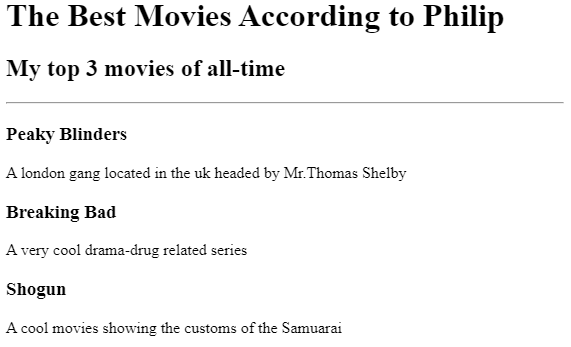 The Best Movies According to Philip
My top 3 movies of all-time
Peaky Blinders
A london gang located in the uk headed by Mr.Thomas Shelby
Breaking Bad
A very cool drama-drug related series
Shogun
A cool movies showing the customs of the Samuarai